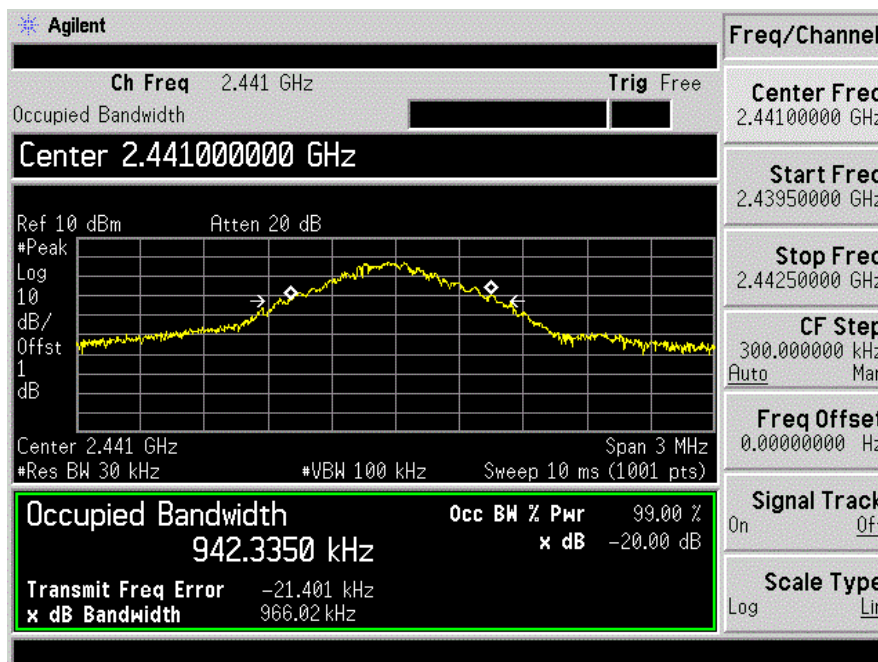 Agilent
Freq/Channel
Ch Freq 2.441 GHz Trig Free
Occupied Bandwidth
Center 2.441000000 GHz
Ref 10 dBm Atten 20 dB
#Peak
Log
10
dB/
Offst
1
dB
Center 2.441 GHz Span 3 MHz
#Res BW 30 kHz #VBW 100 kHz Sweep 10 ms (1001 pts)
Occupied Bandwidth
942.3350 kHz
Occ BW % Pwr 99.00 %
x dB -20.00 dB
Transmit Freq Error -21.401 kHz
x dB Bandwidth 966.02 kHz
Center Freq
2.44100000 GHz
Start Freq
2.43950000 GHz
Stop Freq
2.44250000 GHz
CF Step
300.000000 kHz
Auto Man
Freq Offset
0.00000000 Hz
Signal Track
On Off
Scale Type
Log Lin